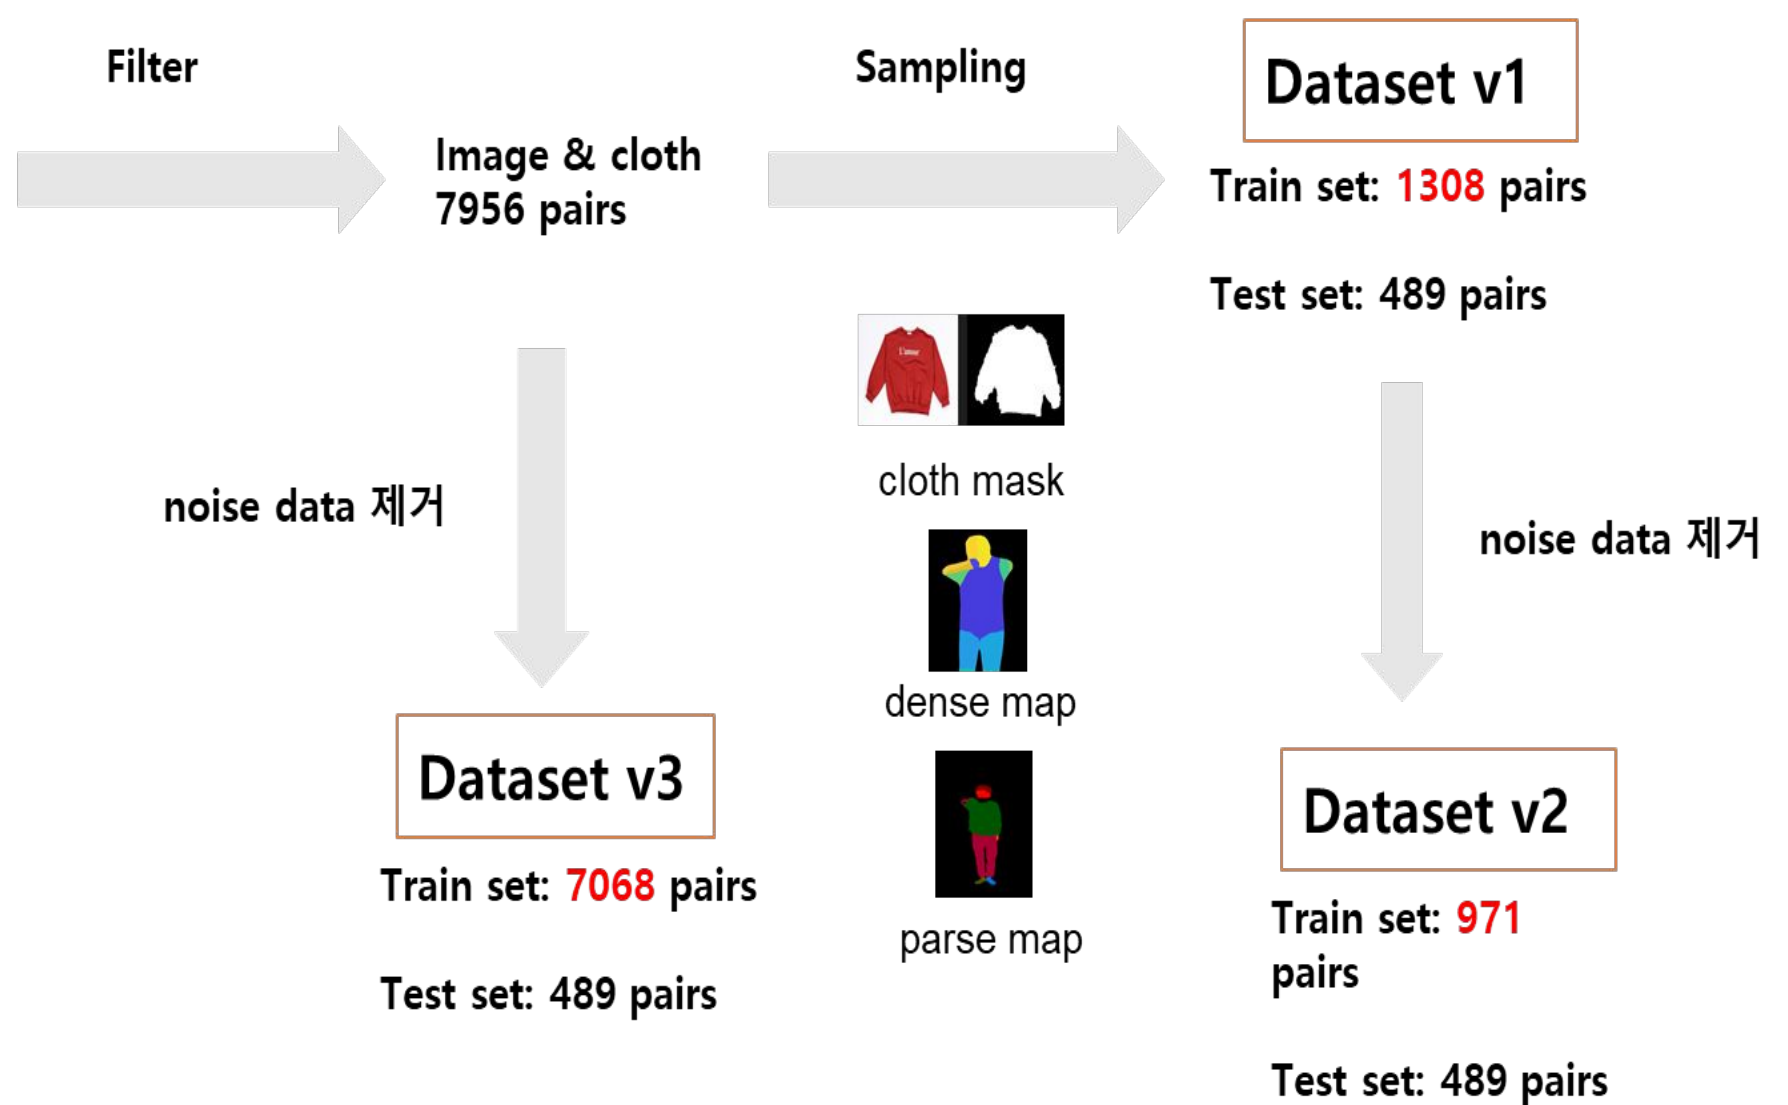 Filter
Sampling
Dataset v1
Image & cloth
7956 pairs
Train set: 1308 pairs
Test set: 489 pairs
L'amour
cloth mask
noise data 제거
noise data 제거
dense map
Dataset v3
Dataset v2
Train set: 7068 pairs
Train set: 971
pairs
parse map
Test set: 489 pairs
Test set: 489 pairs